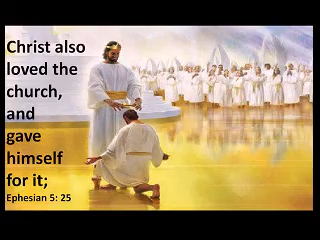 Christ also
loved the
church,
and
gave
himself
for it;
Ephesian 5: 25